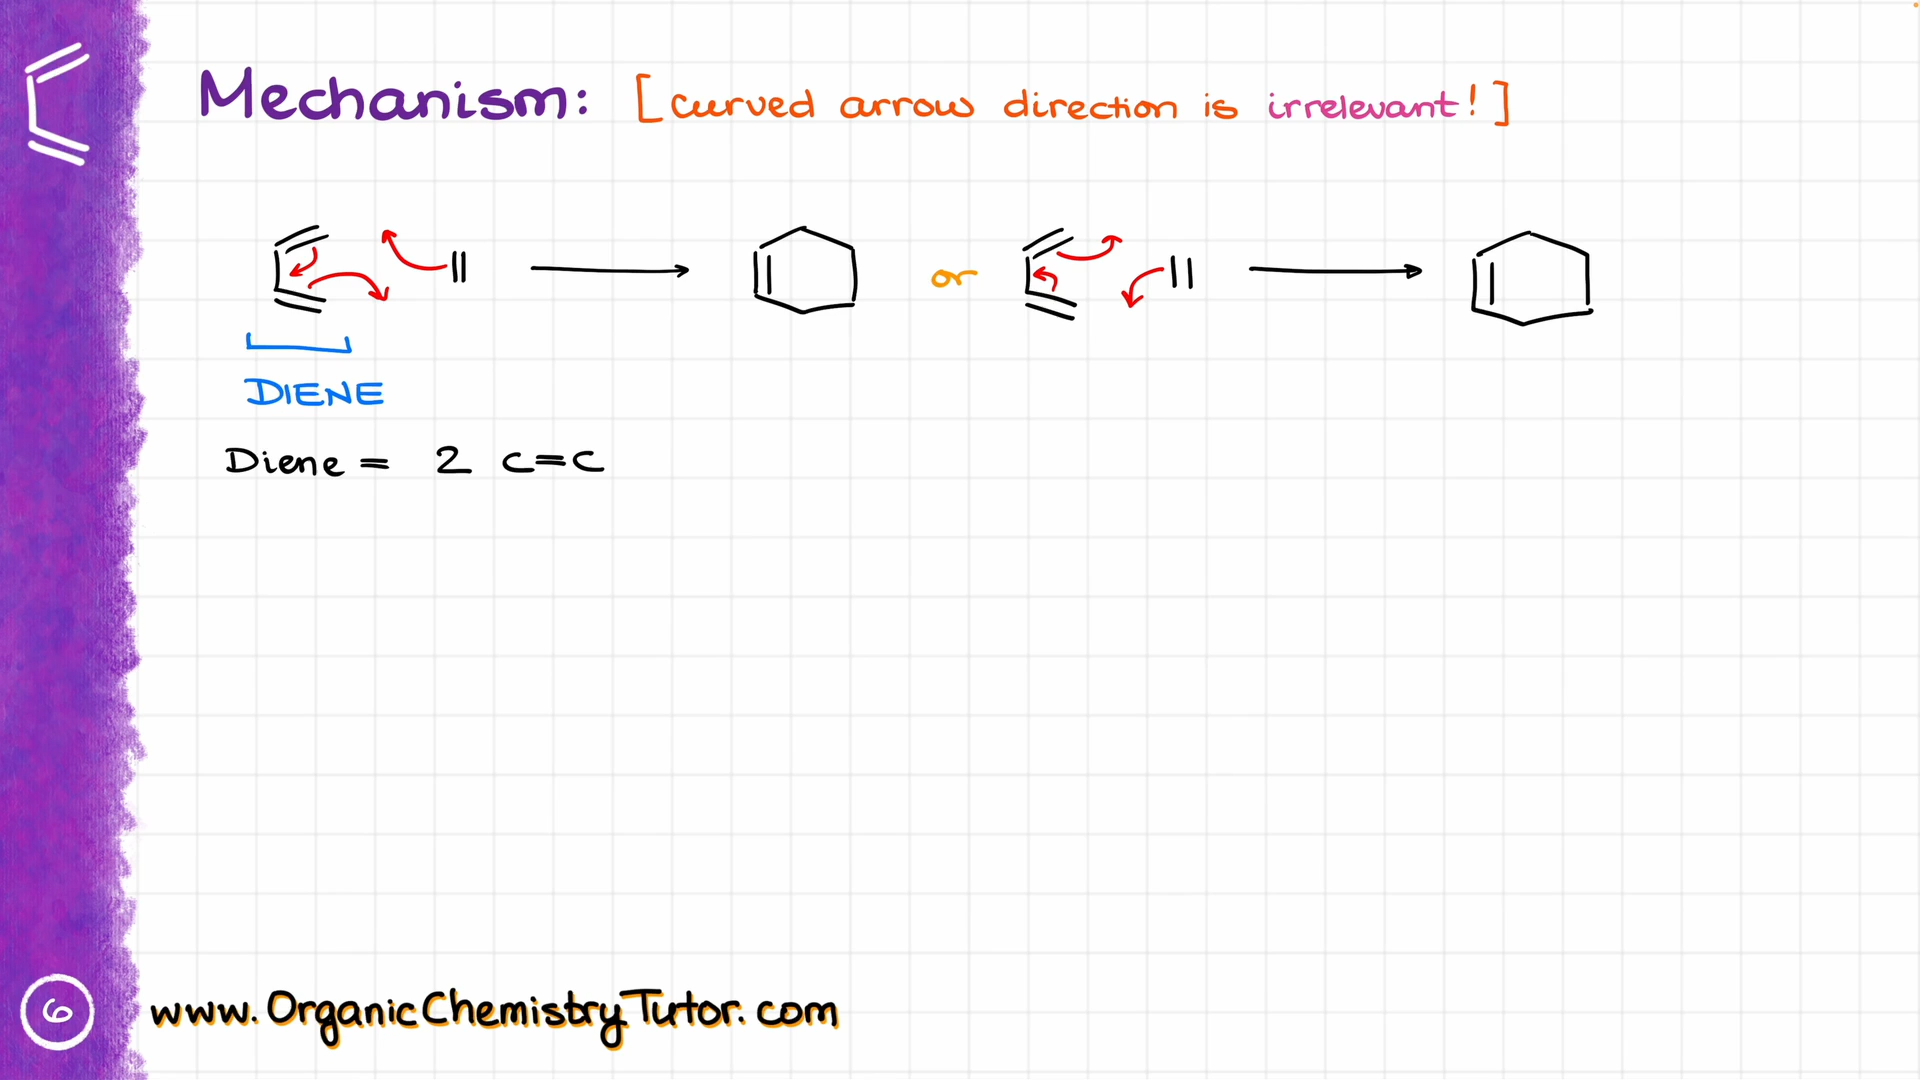 Mechanism: [curved arrow direction is irrelevant!]
or
DIENE
Diene = 2 C=C
6
www.OrganicChemistryTutor.com